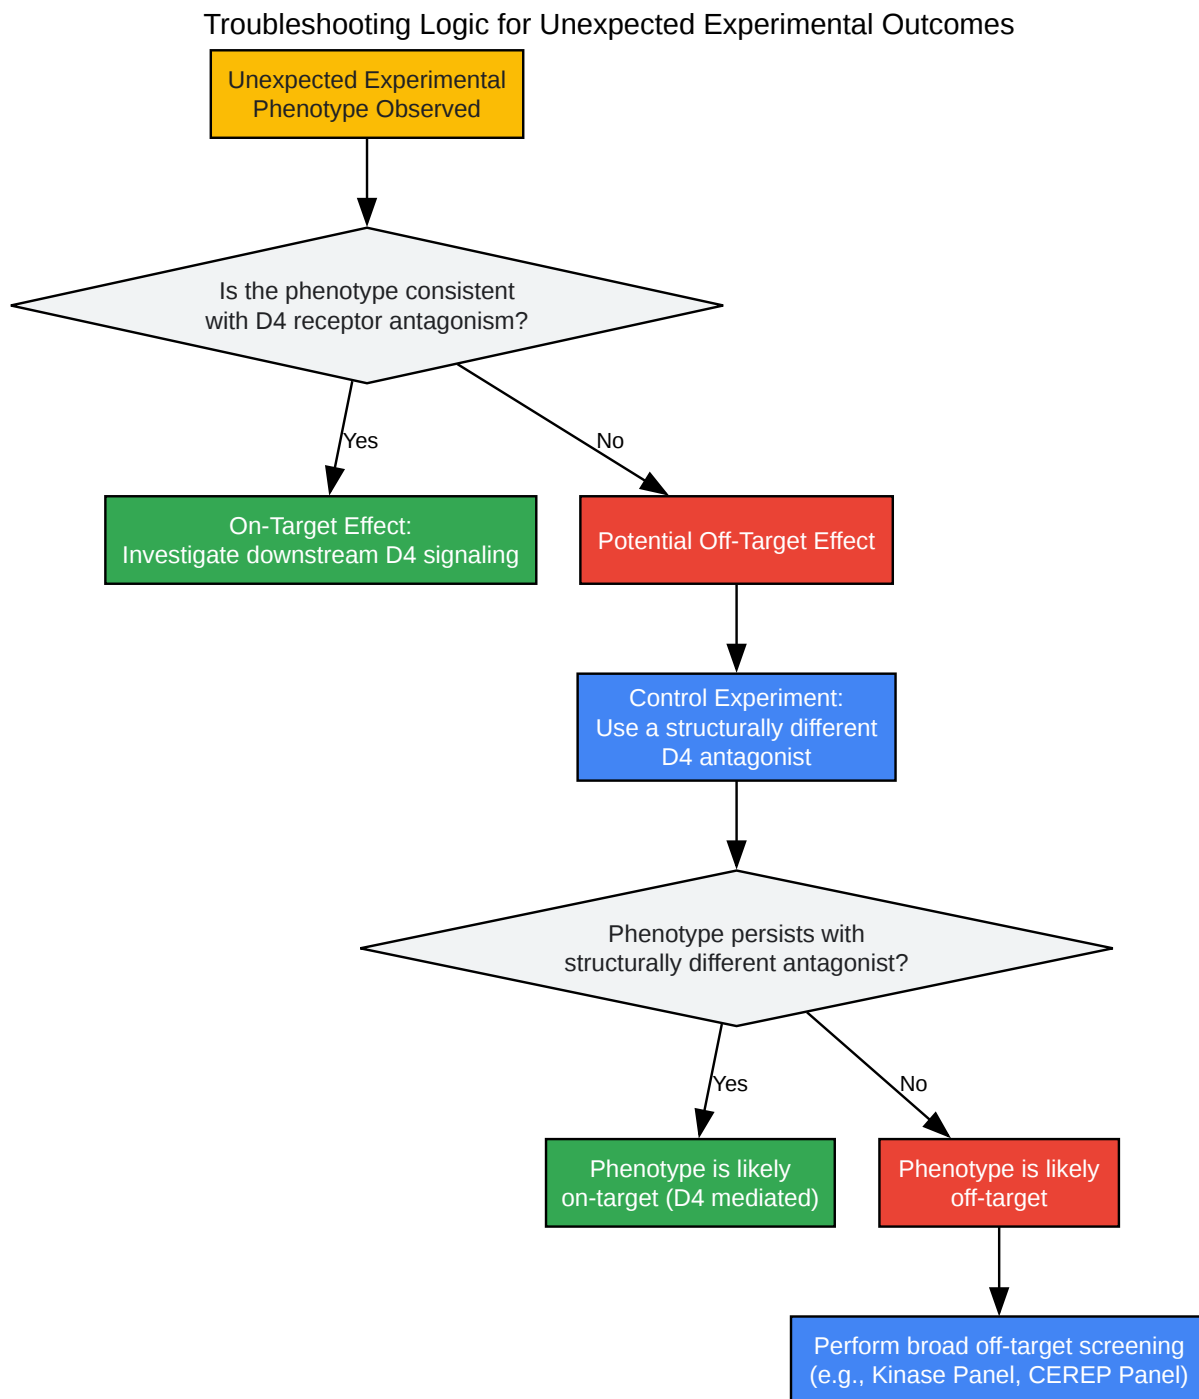 Troubleshooting Logic for Unexpected Experimental Outcomes
Unexpected Experimental
Phenotype Observed
Is the phenotype consistent
with D4 receptor antagonism?
Yes
No
On-Target Effect:
Investigate downstream D4 signaling
Potential Off-Target Effect
Control Experiment:
Use a structurally different
D4 antagonist
Phenotype persists with
structurally different antagonist?
Yes
No
Phenotype is likely
on-target (D4 mediated)
Phenotype is likely
off-target
Perform broad off-target screening
(e.g., Kinase Panel, CEREP Panel)